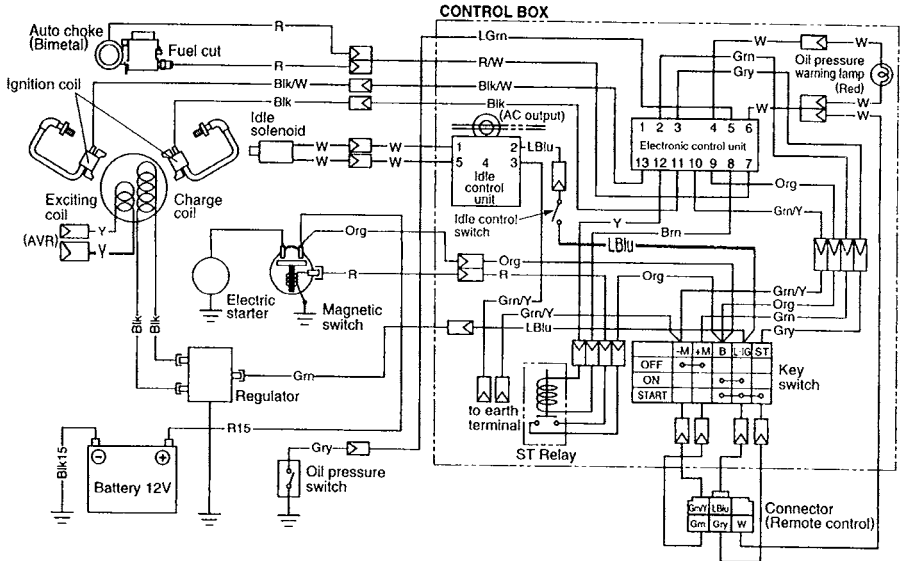 CONTROL BOX
Auto choke
(Bimetal)
Fuel cut
R
R
LGrn
R/W
Blk/W
Blk/W
Blk
Blk
Ignition coil
Idle
solenoid
W
W
W
W
(AC output)
1 2
5 4 3
Idle
control
unit
LBlu
Idle control
switch
LBlu
W
W
Grn
Gry
W
W
W
Oil pressure
warning lamp
(Red)
1 2 3 4 5 6
Electronic control unit
13 12 11 10 9 8 7
Org
Grn/Y
Y
Brn
Exciting
coil
Charge
coil
(AVR)
Y
Y
Blk
Blk
Electric
starter
Magnetic
switch
Org
R
Org
R
Org
Grn/Y
Grn/Y
LBlu
Grn/Y
Org
Grn
Gry
-M +M B L-IG ST
OFF
ON
START
Key
switch
Regulator
Grn
to earth
terminal
ST Relay
R15
Blk15
Battery 12V
Gry
Oil pressure
switch
Grn/Y LBlu
Grn Gry W
Connector
(Remote control)